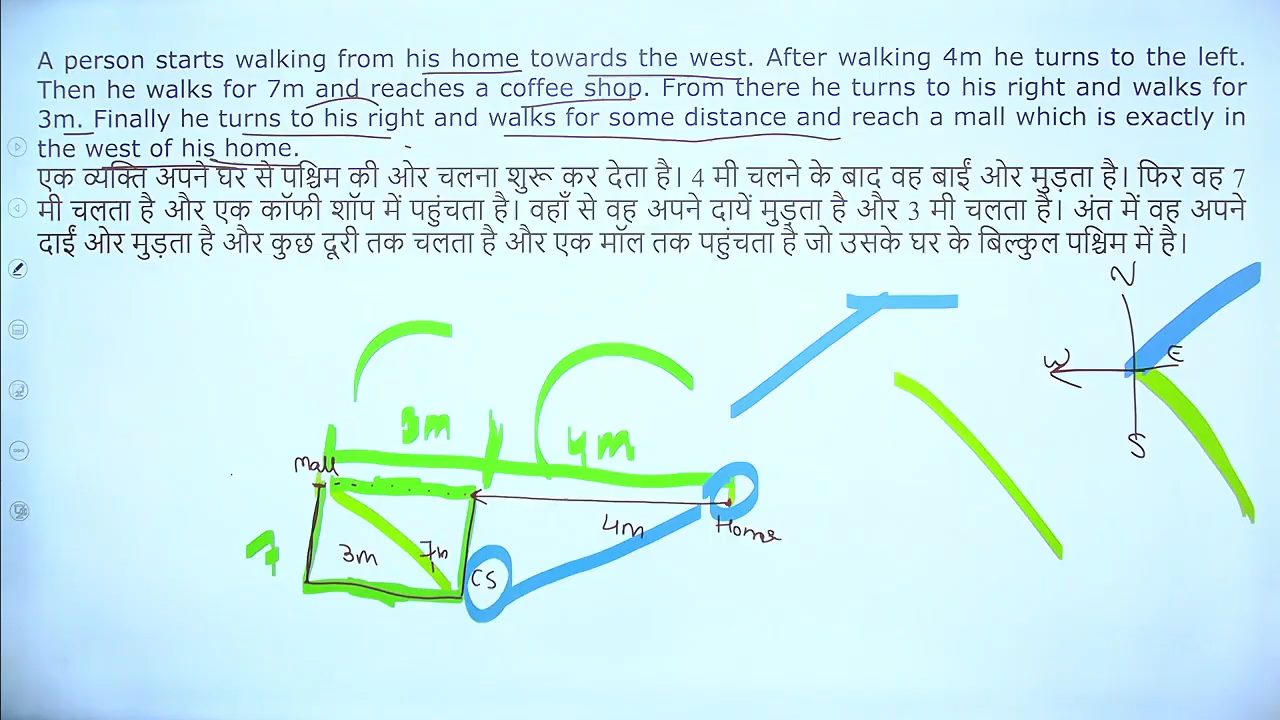 A person starts walking from his home towards the west. After walking 4m he turns to the left.
Then he walks for 7m and reaches a coffee shop. From there he turns to his right and walks for
3m. Finally he turns to his right and walks for some distance and reach a mall which is exactly in
the west of his home.
एक व्यक्ति अपने घर से पश्चिम की ओर चलना शुरू कर देता है। 4 मी चलने के बाद वह बाईं ओर मुड़ता है। फिर वह 7
मी चलता है और एक कॉफी शॉप में पहुंचता है। वहाँ से वह अपने दायें मुड़ता है और 3 मी चलता है। अंत में वह अपने
दाईं ओर मुड़ता है और कुछ दूरी तक चलता है और एक मॉल तक पहुंचता है जो उसके घर के बिल्कुल पश्चिम में है।
N
W E
S
3m 4m
Mall
4m Home
7 3m 7m CS